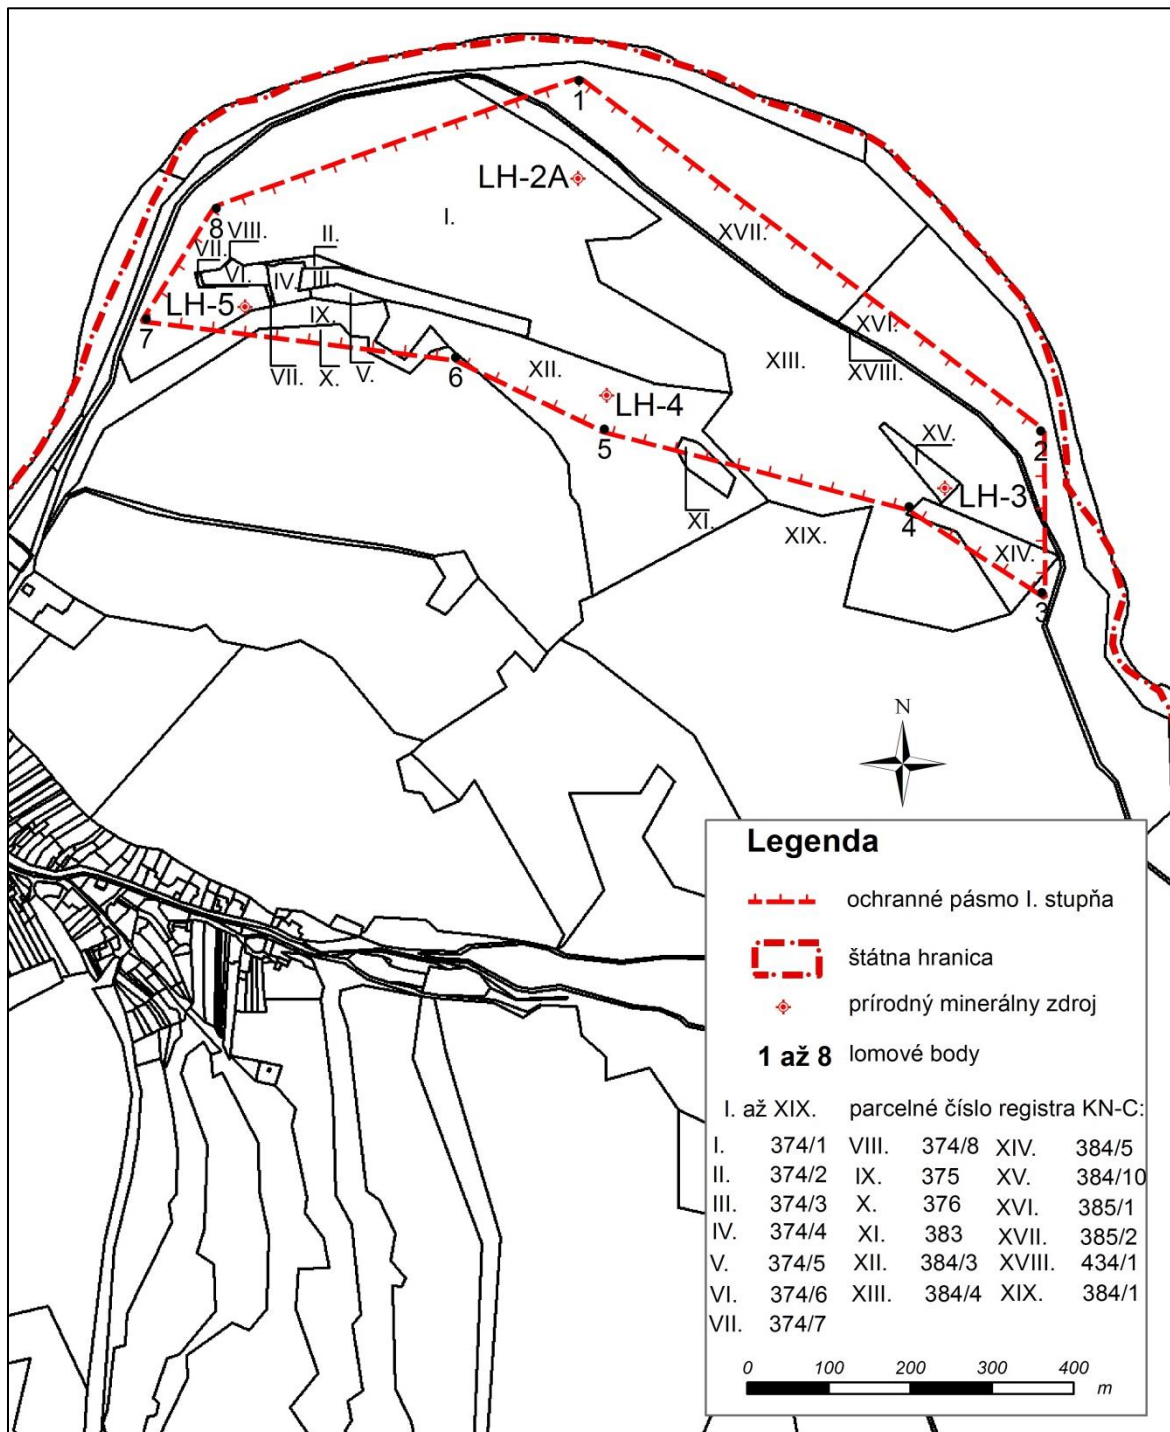 1
LH-2A
I.
XVII.
8
VIII.
II.
VII.
VI.
IV.
III
LH-5
IX.
7
XVI.
XIII.
XVIII.
XII.
VII.
X.
V.
6
LH-4
5
2
XV.
LH-3
XI.
XIX.
4
XIV.
3
N
Legenda
ochranné pásmo I. stupňa
štátna hranica
prírodný minerálny zdroj
1 až 8 lomové body
I. až XIX. parcelné číslo registra KN-C:
I. 374/1 VIII. 374/8 XIV. 384/5
II. 374/2 IX. 375 XV. 384/10
III. 374/3 X. 376 XVI. 385/1
IV. 374/4 XI. 383 XVII. 385/2
V. 374/5 XII. 384/3 XVIII. 434/1
VI. 374/6 XIII. 384/4 XIX. 384/1
VII. 374/7
0 100 200 300 400
m